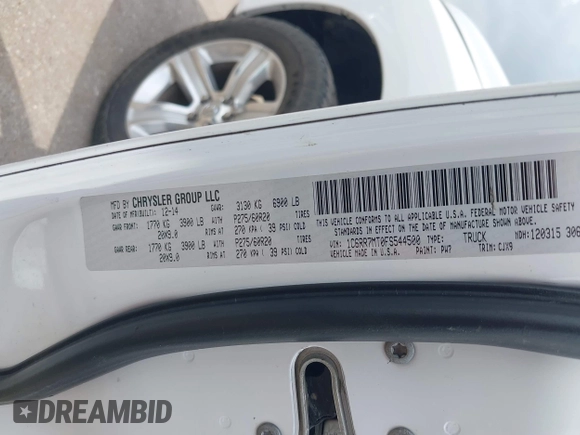 MFD BY CHRYSLER GROUP LLC
DATE OF MFR(BUILT): 12-14 GVWR: 3130 KG 6900 LB
GAWR FRONT: 1770 KG 3900 LB P275/60R20 TIRES
20X9.0 RIMS AT 270 KPA ( 39 PSI) COLD
GAWR REAR: 1770 KG 3900 LB P275/60R20 TIRES
20X9.0 RIMS AT 270 KPA ( 39 PSI) COLD
THIS VEHICLE CONFORMS TO ALL APPLICABLE U.S.A. FEDERAL MOTOR VEHICLE SAFETY
STANDARDS IN EFFECT ON THE DATE OF MANUFACTURE SHOWN ABOVE.
VIN: 1C6RR7MT0FS544500 TYPE: TRUCK MDH:120315 306
VEHICLE MADE IN U.S.A. PAINT: PW7 TRIM: CJX9
DREAMBID